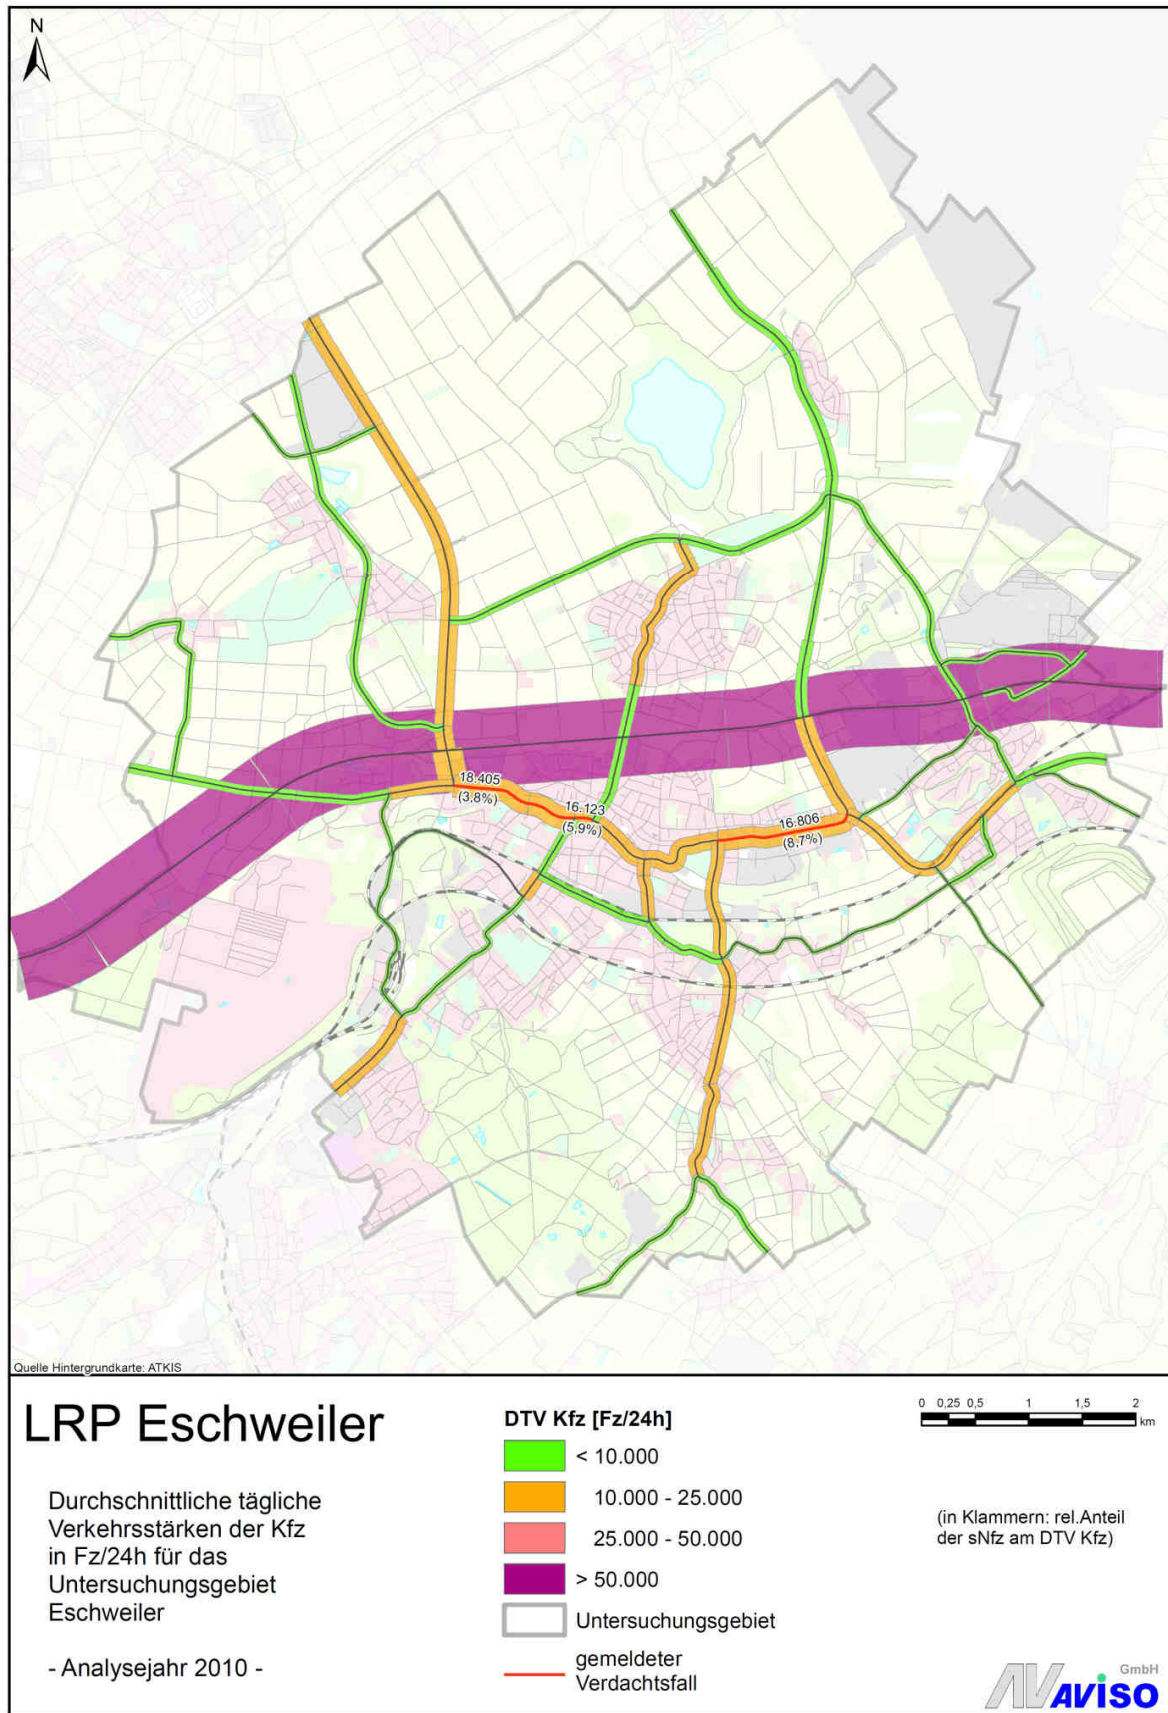 N
18.405
(3,8%)
16.123
(5,9%)
16.806
(8,7%)
Quelle Hintergrundkarte: ATKIS
LRP Eschweiler
Durchschnittliche tägliche
Verkehrsstärken der Kfz
in Fz/24h für das
Untersuchungsgebiet
Eschweiler
- Analysejahr 2010 -
DTV Kfz [Fz/24h]
< 10.000
10.000 - 25.000
25.000 - 50.000
> 50.000
Untersuchungsgebiet
gemeldeter
Verdachtsfall
0 0,25 0,5 1 1,5 2
km
(in Klammern: rel.Anteil
der sNfz am DTV Kfz)
GmbH
AVISO